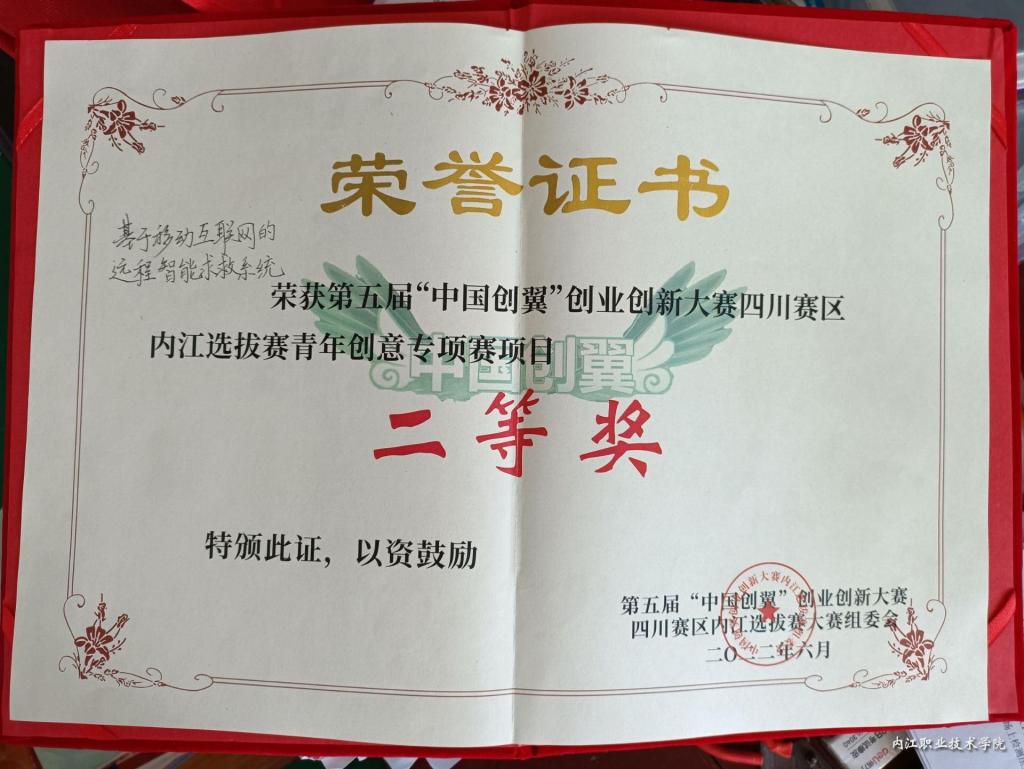 荣誉证书
基于移动互联网的
远程智能求救系统
荣获第五届“中国创翼”创业创新大赛四川赛区
内江选拔赛青年创意专项赛项目
中国创翼
二等奖
特颁此证，以资鼓励
第五届“中国创翼”创业创新大赛
四川赛区内江选拔赛大赛组委会
二〇二二年六月
内江职业技术学院